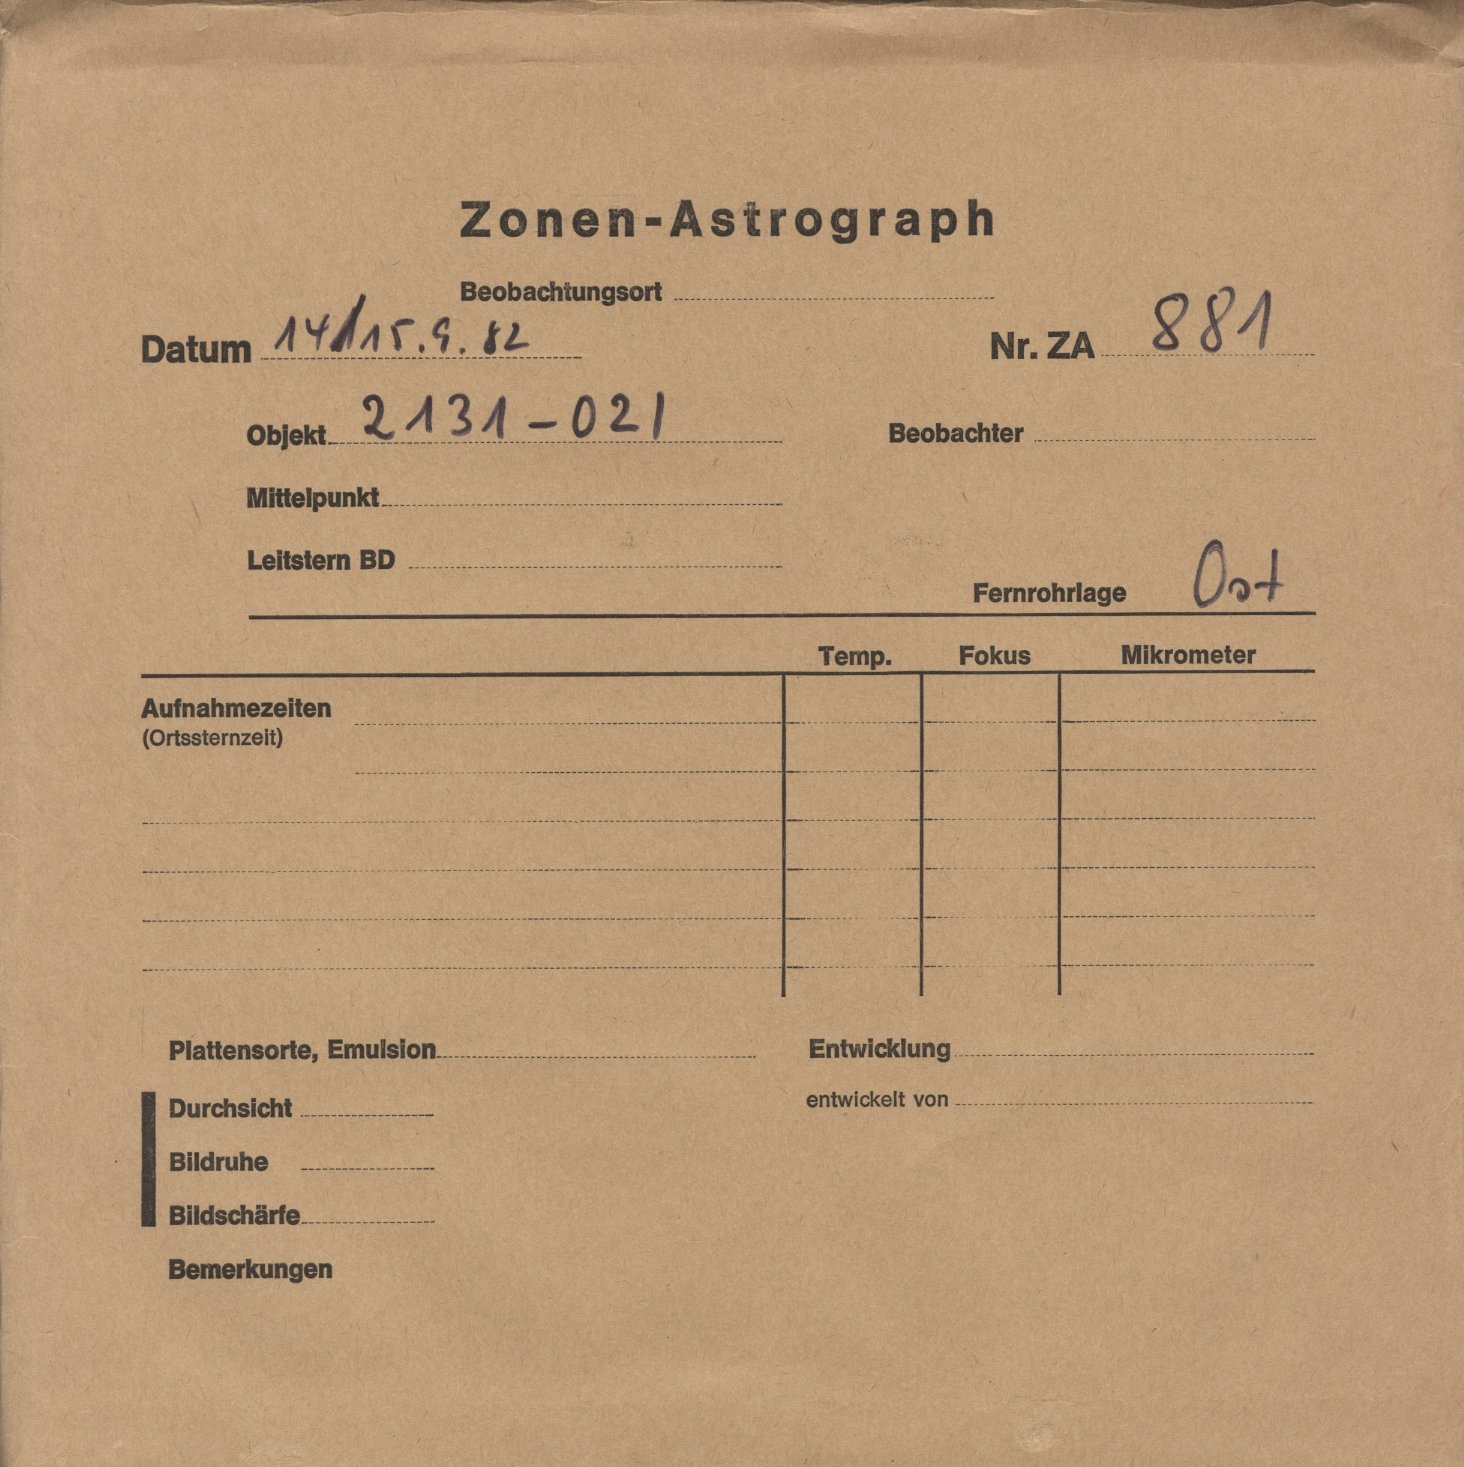 Zonen-Astrograph
Beobachtungsort
Datum 14/15.9.82
Nr. ZA 881
Objekt 2131-021
Beobachter
Mittelpunkt
Leitstern BD
Fernrohrlage Ost
Temp. Fokus Mikrometer
Aufnahmezeiten
(Ortssternzeit)
Plattensorte, Emulsion
Entwicklung
Durchsicht
entwickelt von
Bildruhe
Bildschärfe
Bemerkungen